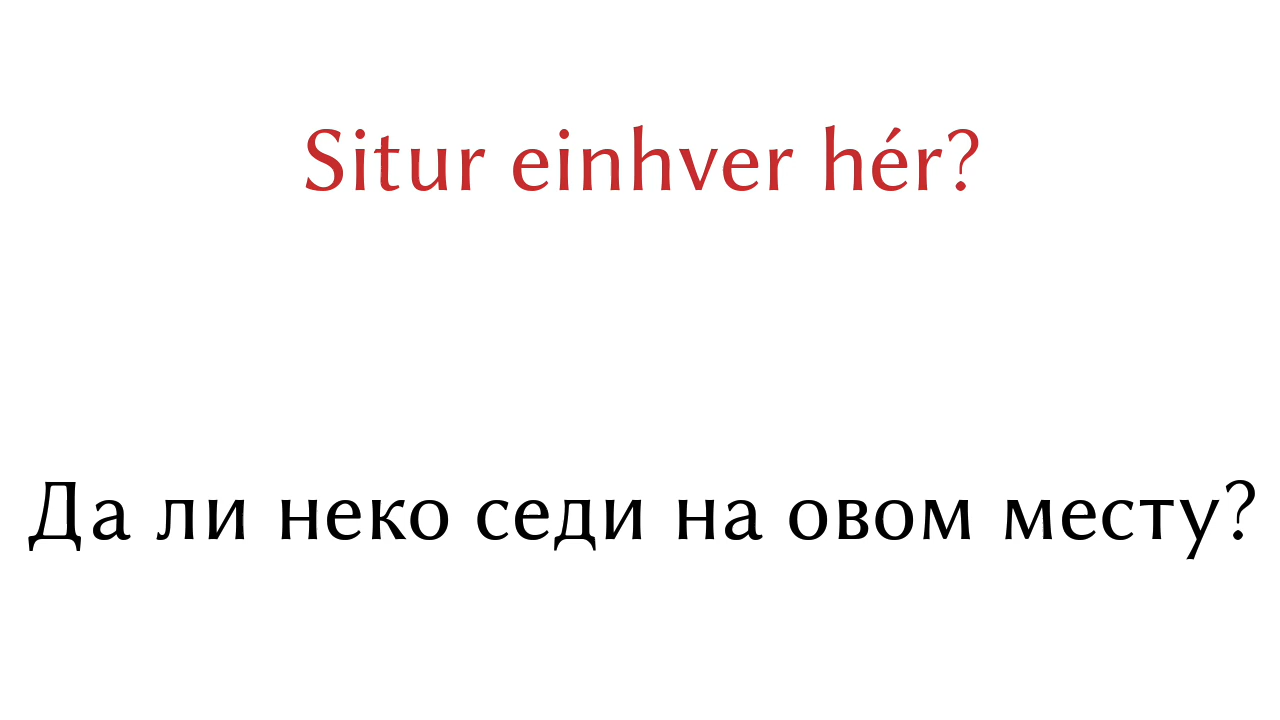 Situr einhver hér?
Да ли неко седи на овом месту?